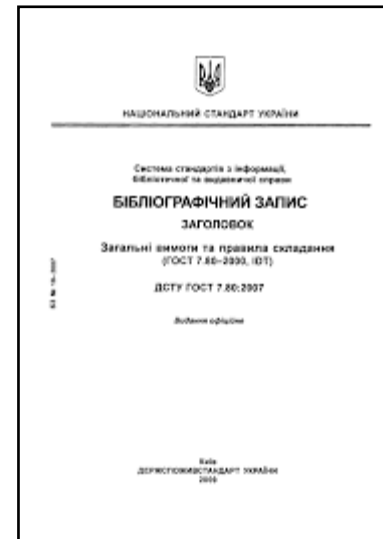 НАЦІОНАЛЬНИЙ СТАНДАРТ УКРАЇНИ
Система стандартів з інформації,
бібліотечної та видавничої справи
БІБЛІОГРАФІЧНИЙ ЗАПИС
ЗАГОЛОВОК
Загальні вимоги та правила складання
(ГОСТ 7.80–2000, IDT)
ДСТУ ГОСТ 7.80:2007
Видання офіційне
Київ
ДЕРЖСПОЖИВСТАНДАРТ УКРАЇНИ